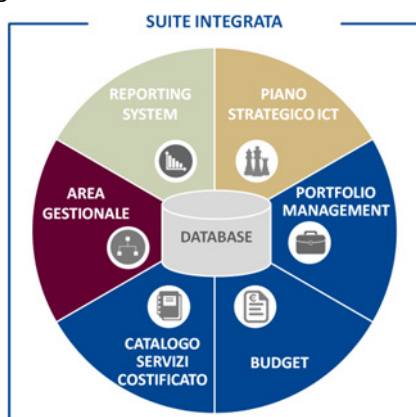 SUITE INTEGRATA
REPORTING
SYSTEM
PIANO
STRATEGICO ICT
AREA
GESTIONALE
PORTFOLIO
MANAGEMENT
DATABASE
CATALOGO
SERVIZI
COSTIFICATO
BUDGET